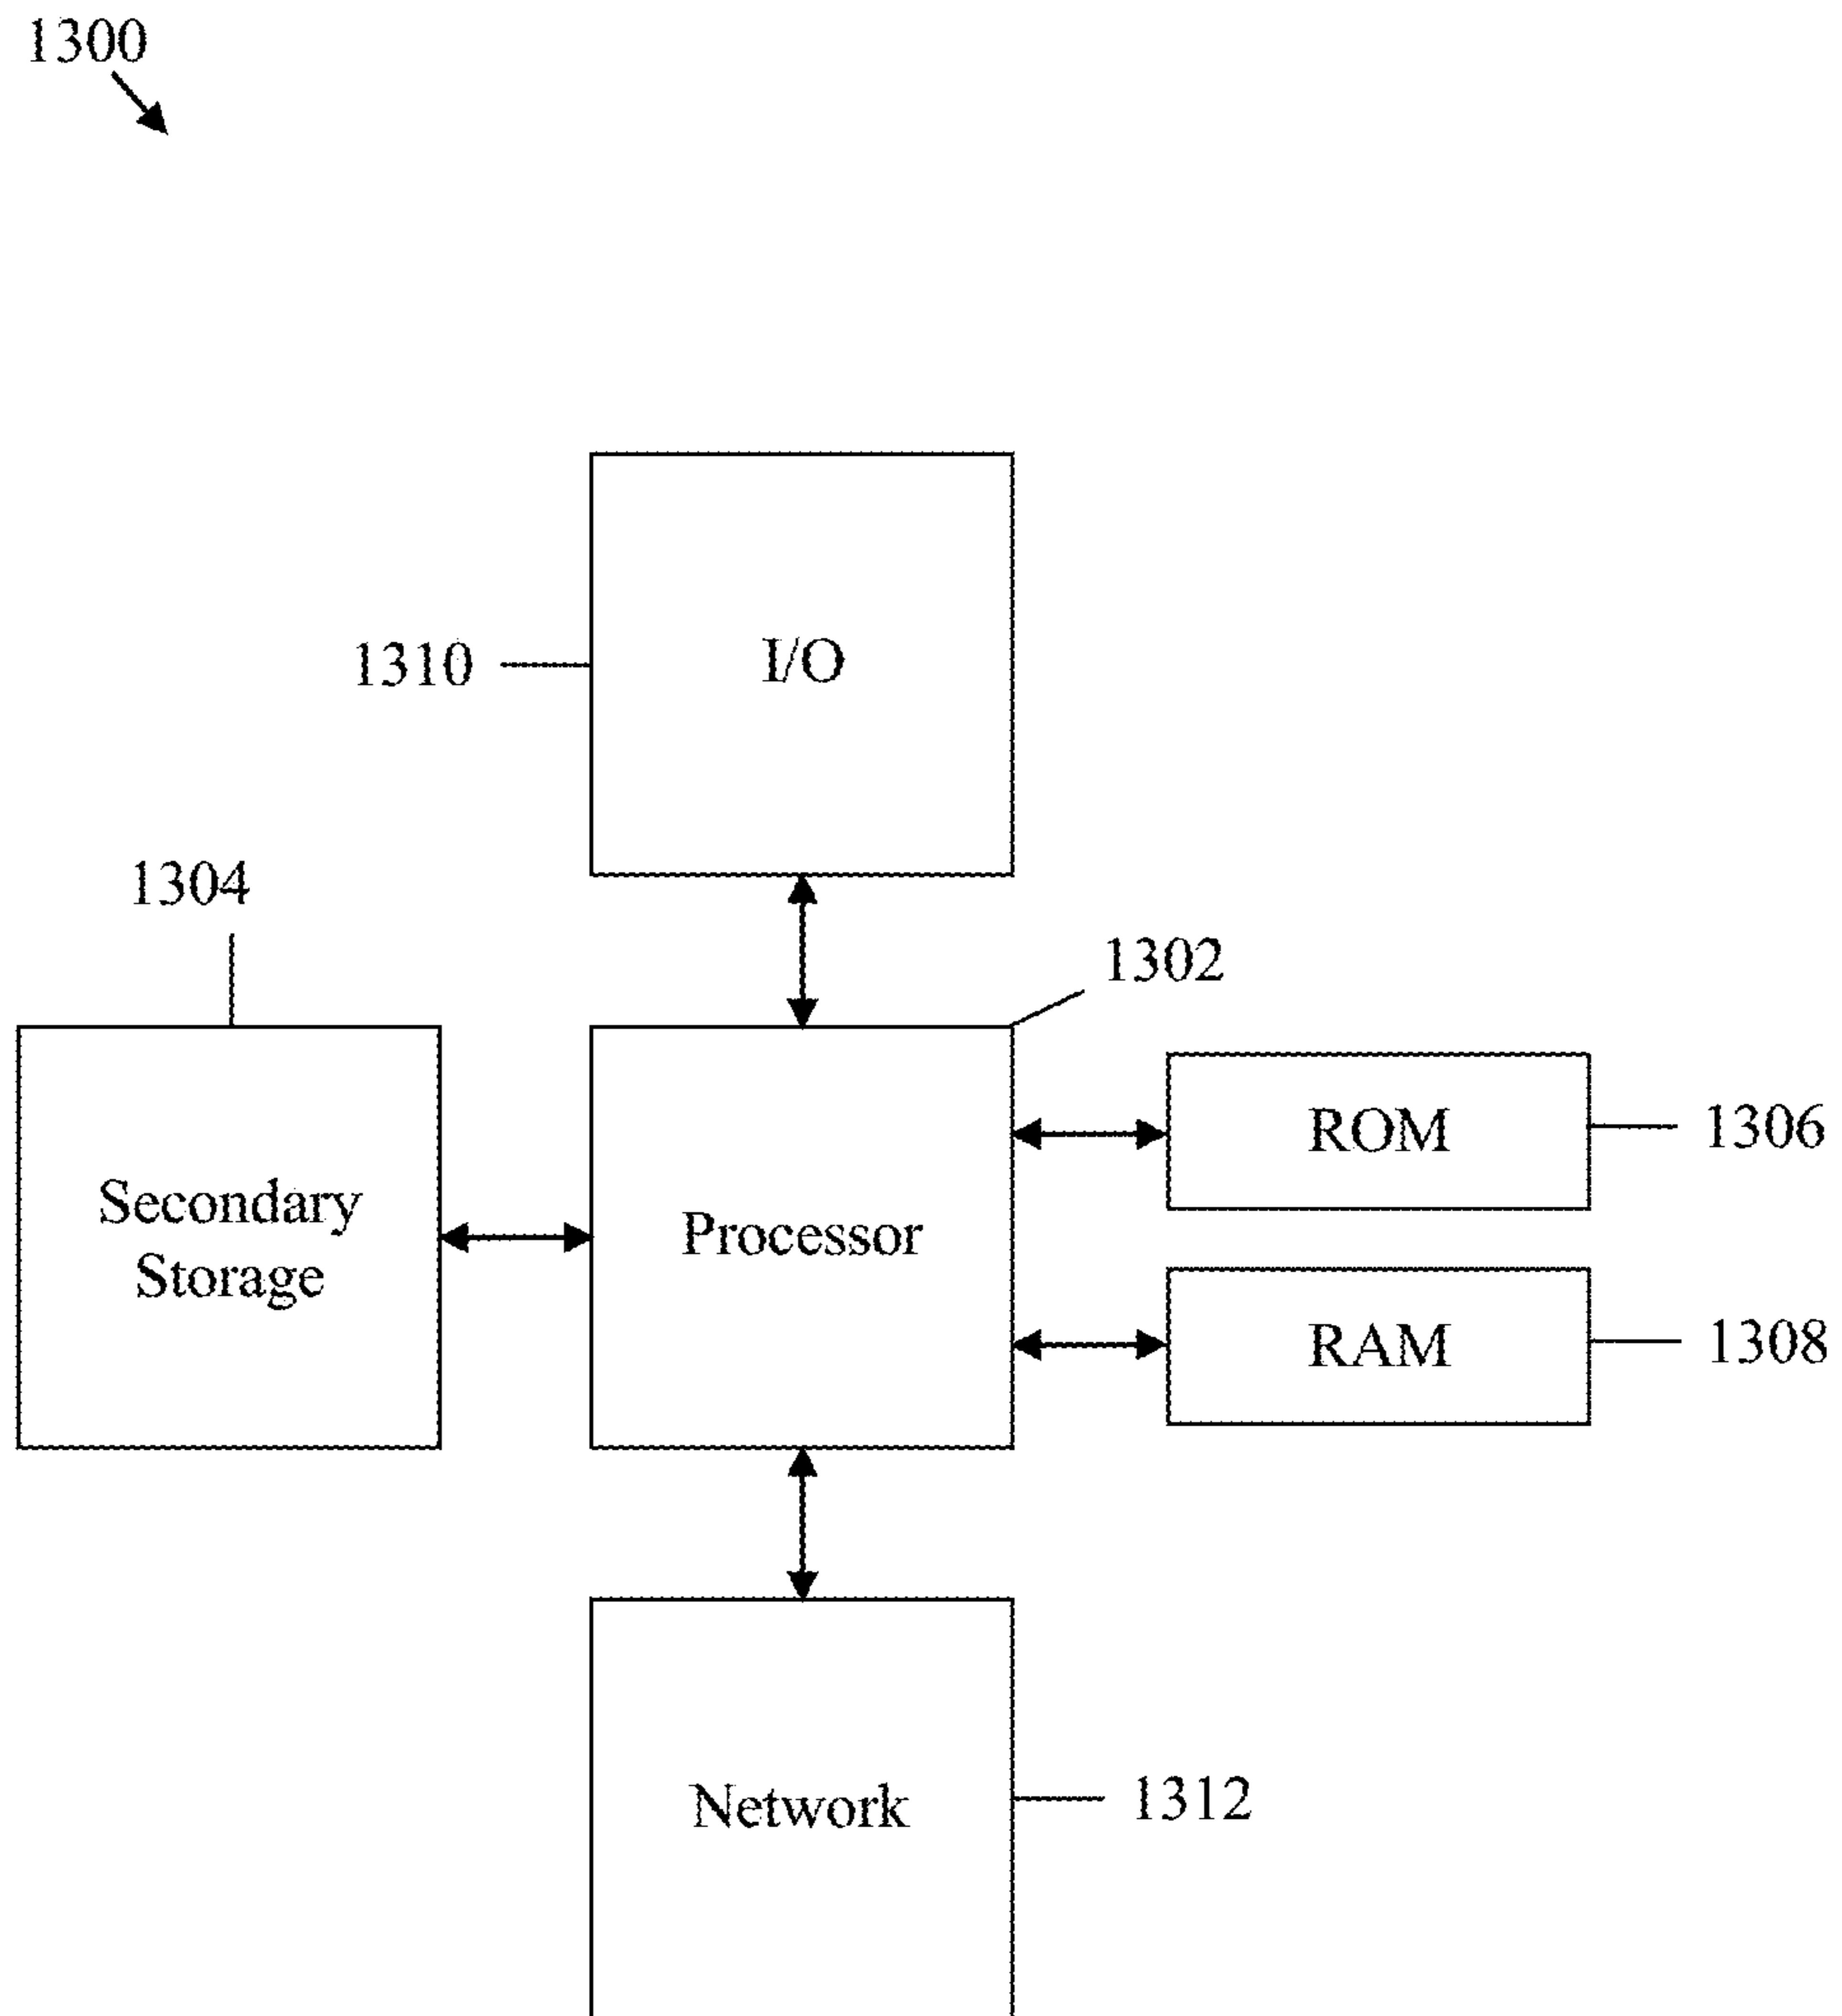 1300
I/O
1310
1304
1302
ROM
1306
Secondary
Storage
Processor
RAM
1308
Network
1312